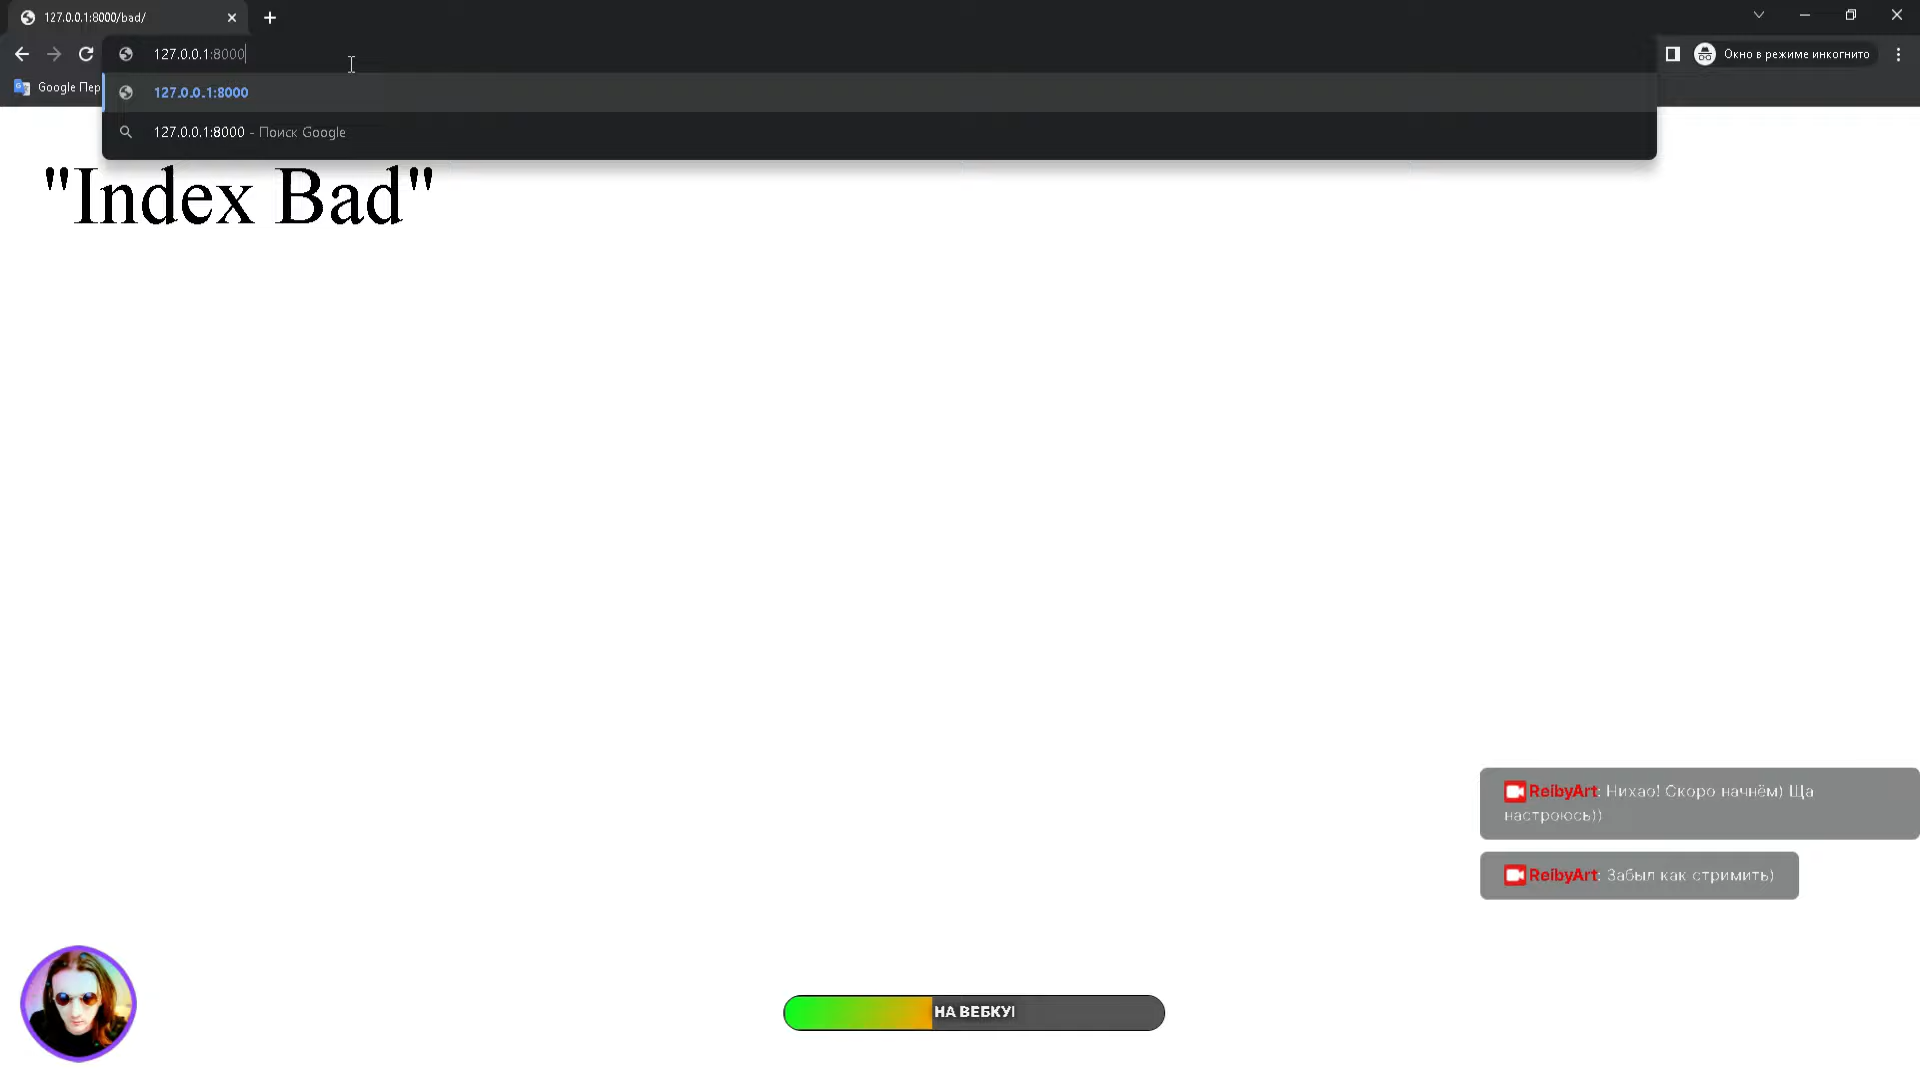 127.0.0.1:8000/bad/
127.0.0.1:8000
Окно в режиме инкогнито
Google Пер
127.0.0.1:8000
127.0.0.1:8000 - Поиск Google
"Index Bad"
ReibyArt: Нихао! Скоро начнём) Ща
настроюсь))
ReibyArt: Забыл как стримить)
НА ВЕБКУ!